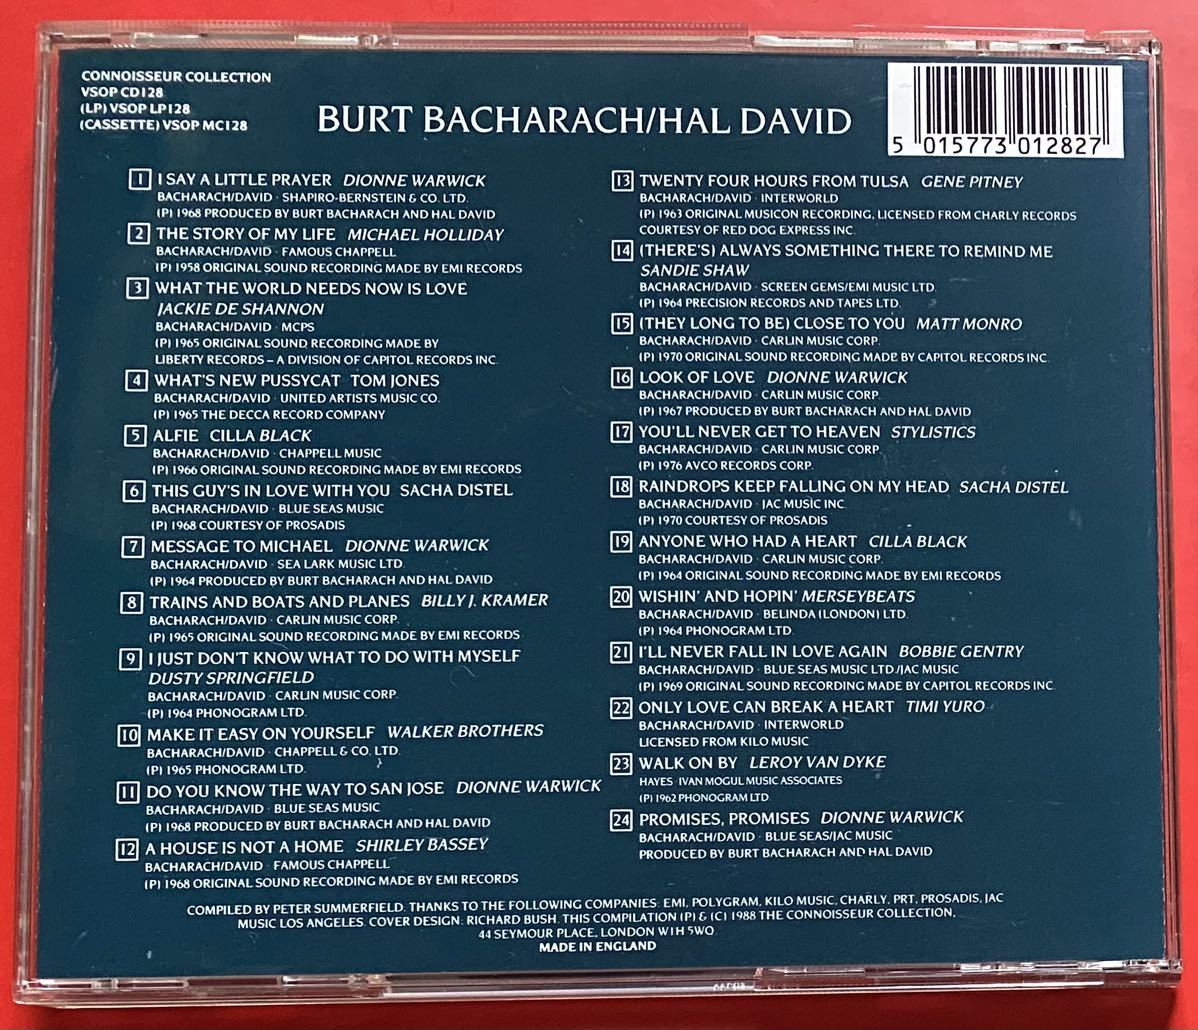 CONNOISSEUR COLLECTION
VSOP CD128
(LP) VSOP LP128
(CASSETTE) VSOP MC128
BURT BACHARACH/HAL DAVID
5 015773 012827
1 I SAY A LITTLE PRAYER DIONNE WARWICK
BACHARACH/DAVID · SHAPIRO-BERNSTEIN & CO. LTD.
(P) 1968 PRODUCED BY BURT BACHARACH AND HAL DAVID
2 THE STORY OF MY LIFE MICHAEL HOLLIDAY
BACHARACH/DAVID · FAMOUS CHAPPELL
(P) 1958 ORIGINAL SOUND RECORDING MADE BY EMI RECORDS
3 WHAT THE WORLD NEEDS NOW IS LOVE
JACKIE DE SHANNON
BACHARACH/DAVID · MCPS
(P) 1965 ORIGINAL SOUND RECORDING MADE BY
LIBERTY RECORDS – A DIVISION OF CAPITOL RECORDS INC.
4 WHAT'S NEW PUSSYCAT TOM JONES
BACHARACH/DAVID · UNITED ARTISTS MUSIC CO.
(P) 1965 THE DECCA RECORD COMPANY
5 ALFIE CILLA BLACK
BACHARACH/DAVID · CHAPPELL MUSIC
(P) 1966 ORIGINAL SOUND RECORDING MADE BY EMI RECORDS
6 THIS GUY'S IN LOVE WITH YOU SACHA DISTEL
BACHARACH/DAVID · BLUE SEAS MUSIC
(P) 1968 COURTESY OF PROSADIS
7 MESSAGE TO MICHAEL DIONNE WARWICK
BACHARACH/DAVID · SEA LARK MUSIC LTD.
(P) 1964 PRODUCED BY BURT BACHARACH AND HAL DAVID
8 TRAINS AND BOATS AND PLANES BILLY J. KRAMER
BACHARACH/DAVID · CARLIN MUSIC CORP.
(P) 1965 ORIGINAL SOUND RECORDING MADE BY EMI RECORDS
9 I JUST DON'T KNOW WHAT TO DO WITH MYSELF
DUSTY SPRINGFIELD
BACHARACH/DAVID · CARLIN MUSIC CORP.
(P) 1964 PHONOGRAM LTD.
10 MAKE IT EASY ON YOURSELF WALKER BROTHERS
BACHARACH/DAVID · CHAPPELL & CO. LTD.
(P) 1965 PHONOGRAM LTD.
11 DO YOU KNOW THE WAY TO SAN JOSE DIONNE WARWICK
BACHARACH/DAVID · BLUE SEAS MUSIC
(P) 1968 PRODUCED BY BURT BACHARACH AND HAL DAVID
12 A HOUSE IS NOT A HOME SHIRLEY BASSEY
BACHARACH/DAVID · FAMOUS CHAPPELL
(P) 1968 ORIGINAL SOUND RECORDING MADE BY EMI RECORDS
13 TWENTY FOUR HOURS FROM TULSA GENE PITNEY
BACHARACH/DAVID · INTERWORLD
(P) 1963 ORIGINAL MUSICON RECORDING, LICENSED FROM CHARLY RECORDS
COURTESY OF RED DOG EXPRESS INC.
14 (THERE'S) ALWAYS SOMETHING THERE TO REMIND ME
SANDIE SHAW
BACHARACH/DAVID · SCREEN GEMS/EMI MUSIC LTD.
(P) 1964 PRECISION RECORDS AND TAPES LTD.
15 (THEY LONG TO BE) CLOSE TO YOU MATT MONRO
BACHARACH/DAVID · CARLIN MUSIC CORP.
(P) 1970 ORIGINAL SOUND RECORDING MADE BY CAPITOL RECORDS INC.
16 LOOK OF LOVE DIONNE WARWICK
BACHARACH/DAVID · CARLIN MUSIC CORP.
(P) 1967 PRODUCED BY BURT BACHARACH AND HAL DAVID
17 YOU'LL NEVER GET TO HEAVEN STYLISTICS
BACHARACH/DAVID · CARLIN MUSIC CORP.
(P) 1976 AVCO RECORDS CORP.
18 RAINDROPS KEEP FALLING ON MY HEAD SACHA DISTEL
BACHARACH/DAVID · JAC MUSIC INC.
(P) 1970 COURTESY OF PROSADIS
19 ANYONE WHO HAD A HEART CILLA BLACK
BACHARACH/DAVID · CARLIN MUSIC CORP.
(P) 1964 ORIGINAL SOUND RECORDING MADE BY EMI RECORDS
20 WISHIN' AND HOPIN' MERSEYBEATS
BACHARACH/DAVID · BELINDA (LONDON) LTD.
(P) 1964 PHONOGRAM LTD.
21 I'LL NEVER FALL IN LOVE AGAIN BOBBIE GENTRY
BACHARACH/DAVID · BLUE SEAS MUSIC LTD./JAC MUSIC
(P) 1969 ORIGINAL SOUND RECORDING MADE BY CAPITOL RECORDS INC.
22 ONLY LOVE CAN BREAK A HEART TIMI YURO
BACHARACH/DAVID · INTERWORLD
LICENSED FROM KILO MUSIC
23 WALK ON BY LEROY VAN DYKE
HAYES · IVAN MOGUL MUSIC ASSOCIATES
(P) 1962 PHONOGRAM LTD.
24 PROMISES, PROMISES DIONNE WARWICK
BACHARACH/DAVID · BLUE SEAS/JAC MUSIC
PRODUCED BY BURT BACHARACH AND HAL DAVID
COMPILED BY PETER SUMMERFIELD. THANKS TO THE FOLLOWING COMPANIES: EMI, POLYGRAM, KILO MUSIC, CHARLY, PRT. PROSADIS, JAC
MUSIC LOS ANGELES. COVER DESIGN: RICHARD BUSH. THIS COMPILATION (P) & (C) 1988 THE CONNOISSEUR COLLECTION,
44 SEYMOUR PLACE, LONDON W1H 5WQ.
MADE IN ENGLAND